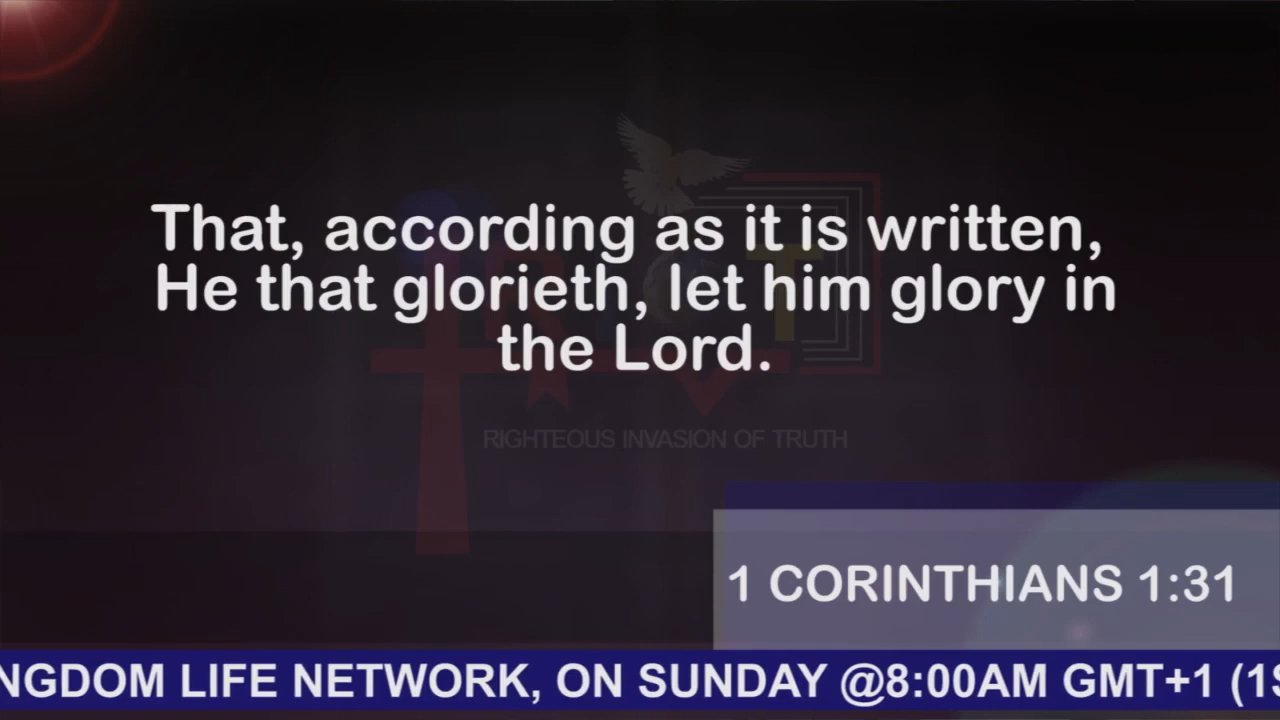 That, according as it is written,
He that glorieth, let him glory in
the Lord.
RIGHTEOUS INVASION OF TRUTH
1 CORINTHIANS 1:31
NGDOM LIFE NETWORK, ON SUNDAY @8:00AM GMT+1 (1S